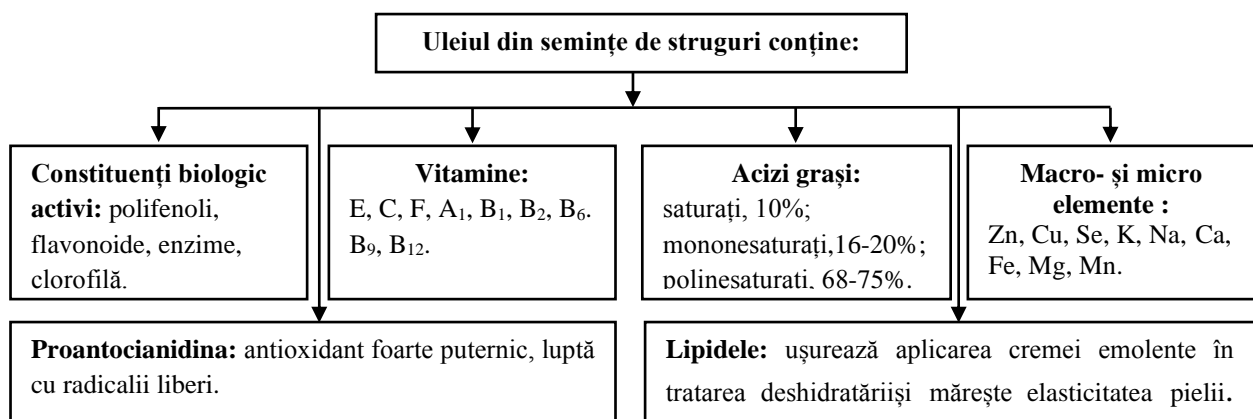 Uleiul din semințe de struguri conține:
Constituenți biologic
activi: polifenoli,
flavonoide, enzime,
clorofilă.
Vitamine:
E, C, F, A₁, B₁, B₂, B₆.
B₉, B₁₂.
Acizi grași:
saturați, 10%;
mononesaturați,16-20%;
polinesaturati, 68-75%.
Macro- și micro
elemente :
Zn, Cu, Se, K, Na, Ca,
Fe, Mg, Mn.
Proantocianidina: antioxidant foarte puternic, luptă
cu radicalii liberi.
Lipidele: ușurează aplicarea cremei emolente în
tratarea deshidratăriiși mărește elasticitatea pielii.